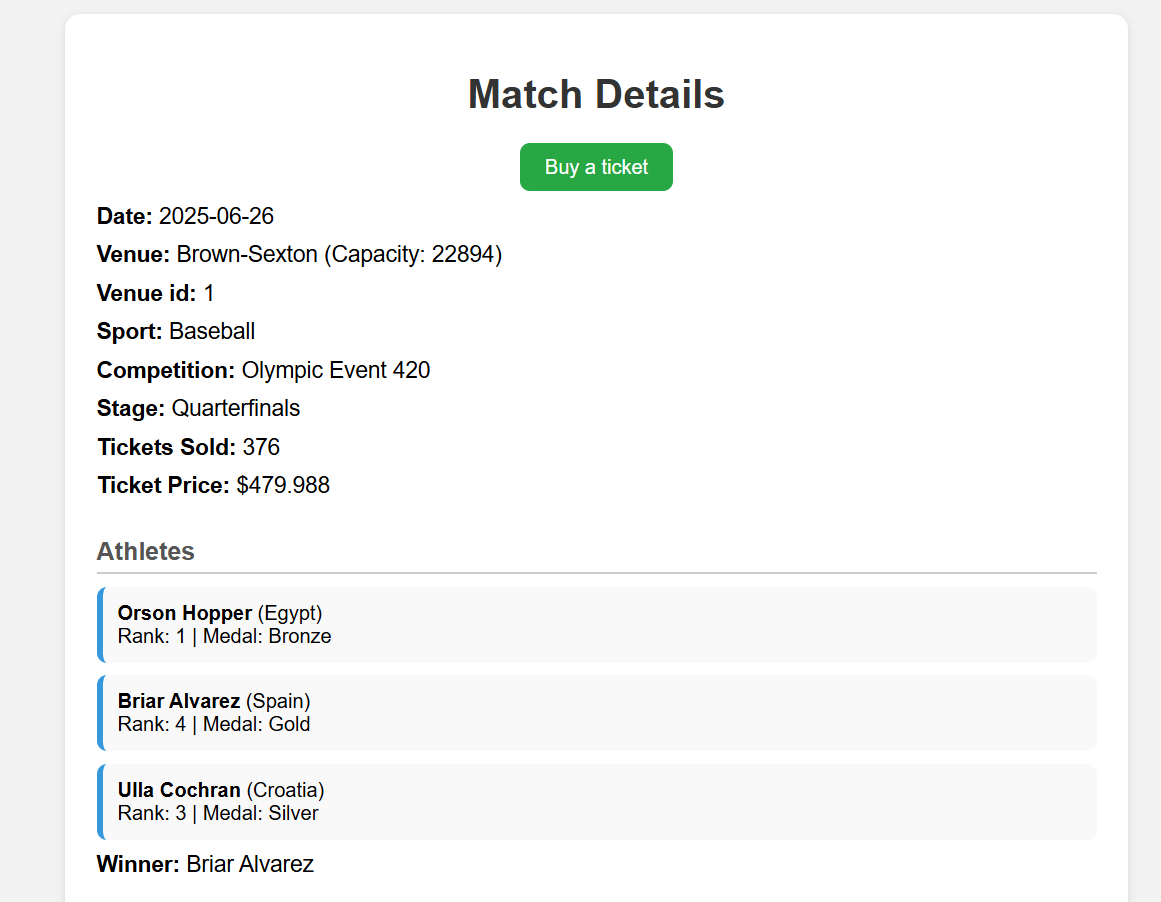 Match Details
Buy a ticket
Date: 2025-06-26
Venue: Brown-Sexton (Capacity: 22894)
Venue id: 1
Sport: Baseball
Competition: Olympic Event 420
Stage: Quarterfinals
Tickets Sold: 376
Ticket Price: $479.988
Athletes
Orson Hopper (Egypt)
Rank: 1 | Medal: Bronze
Briar Alvarez (Spain)
Rank: 4 | Medal: Gold
Ulla Cochran (Croatia)
Rank: 3 | Medal: Silver
Winner: Briar Alvarez